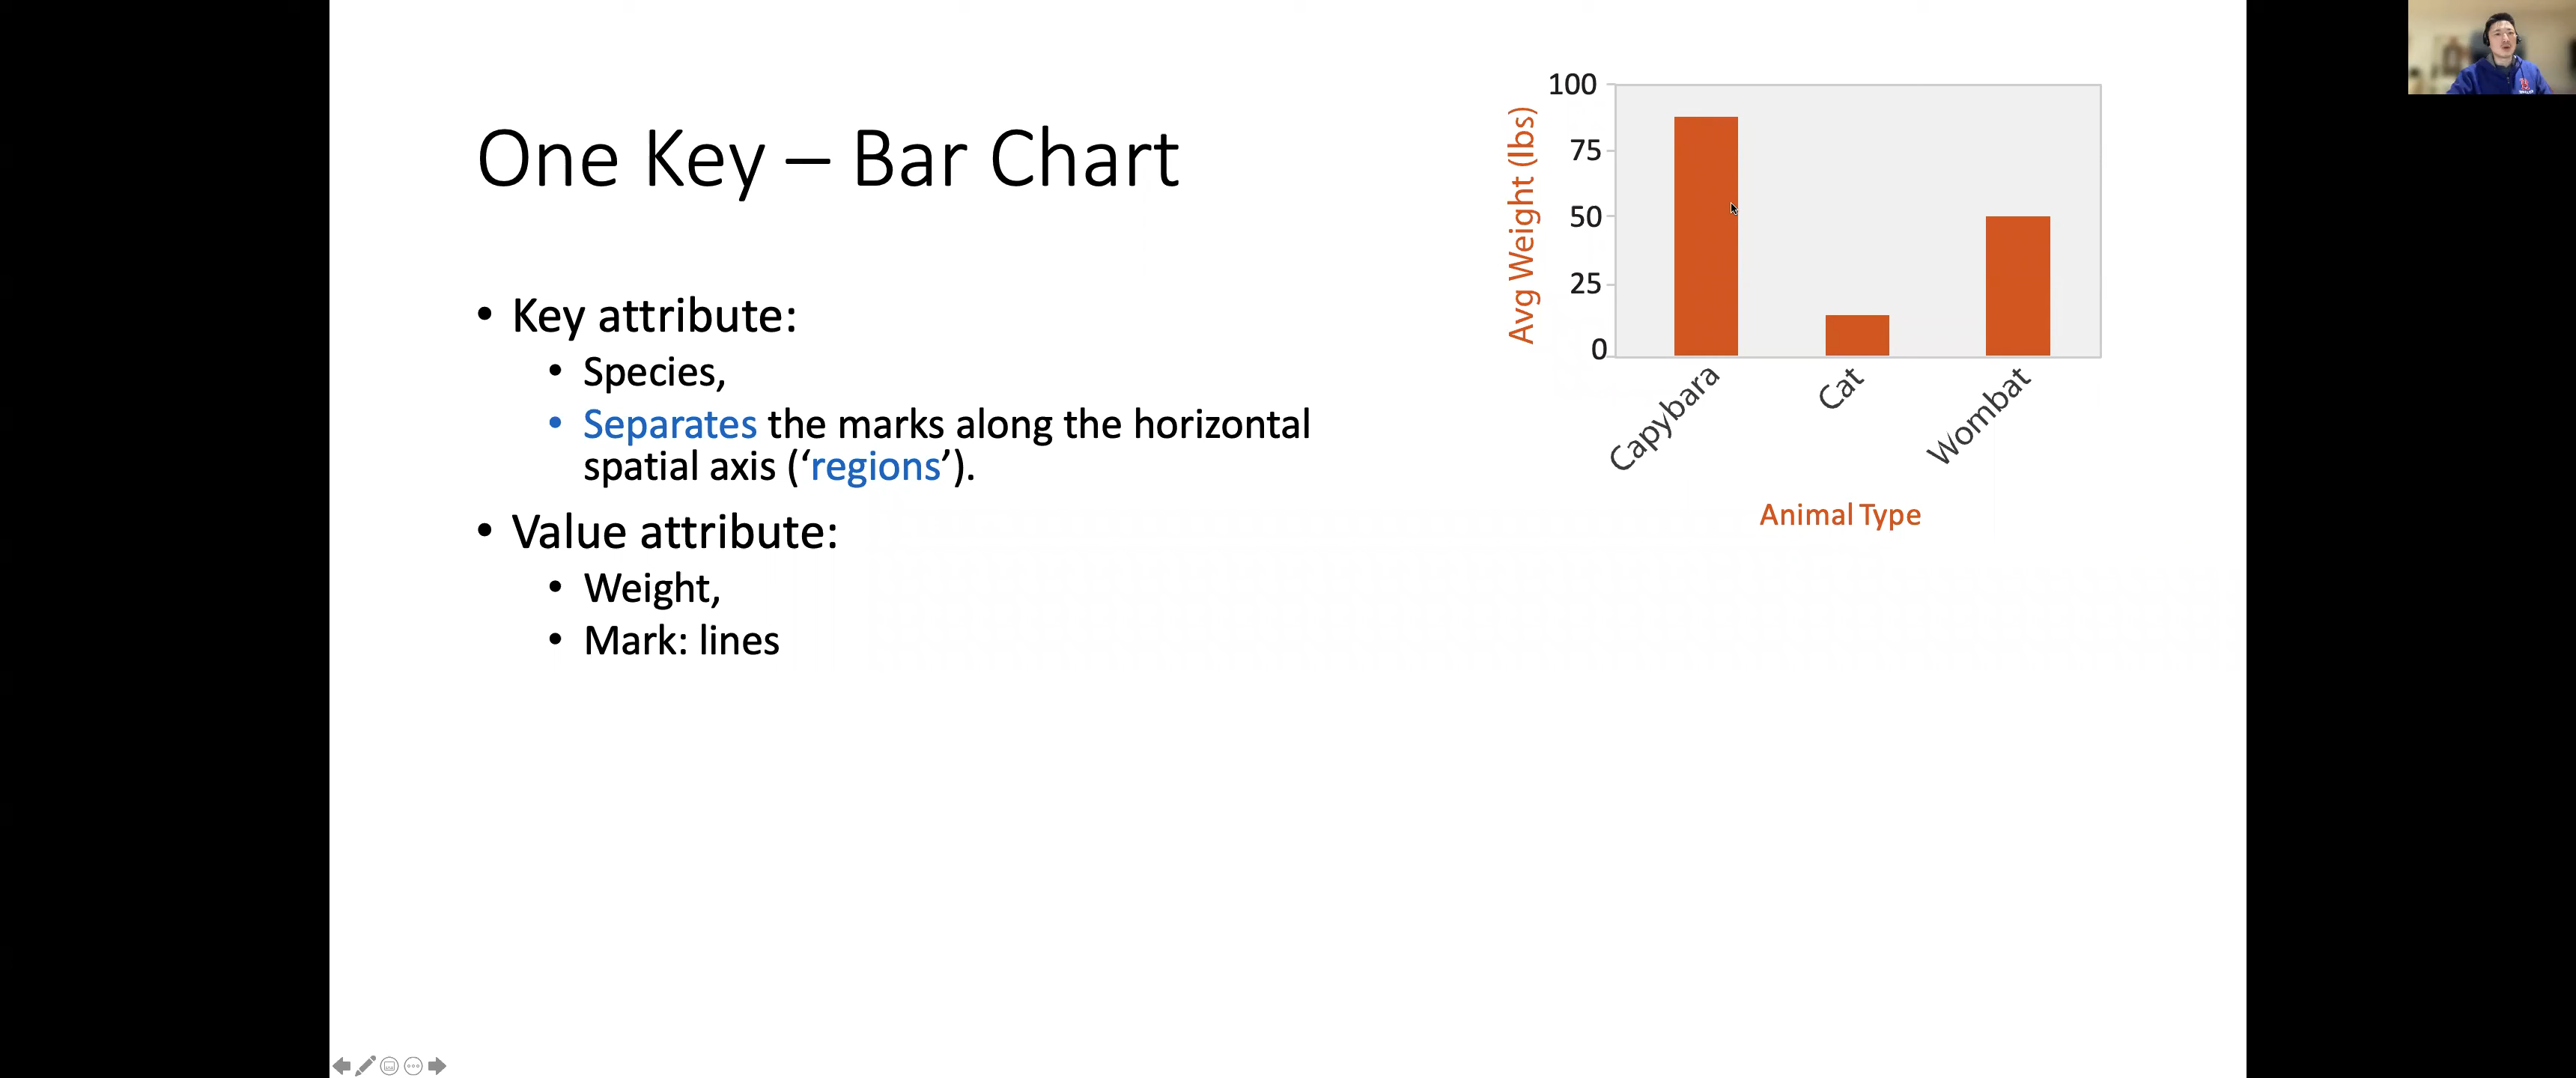 One Key – Bar Chart
• Key attribute:
• Species,
• Separates the marks along the horizontal
spatial axis (‘regions’).
• Value attribute:
• Weight,
• Mark: lines
Avg Weight (lbs)
100
75
50
25
0
Capybara
Cat
Wombat
Animal Type